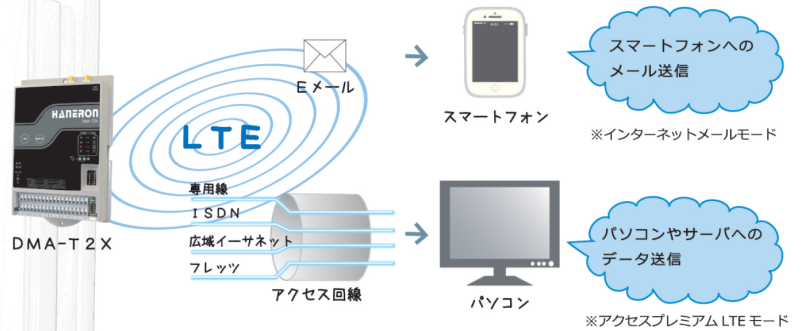 HANERON
DMA-T2X
LTE
Eメール
スマートフォン
スマートフォンへの
メール送信
※インターネットメールモード
専用線
ISDN
広域イーサネット
フレッツ
アクセス回線
パソコン
パソコンやサーバへの
データ送信
※アクセスプレミアムLTEモード